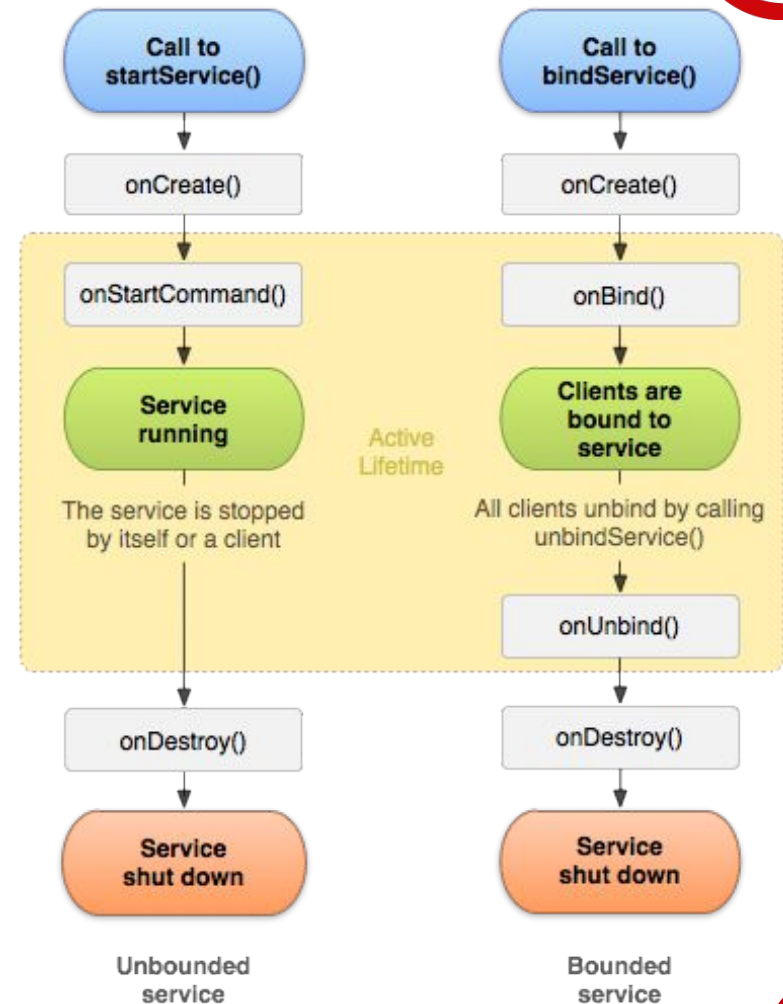 Call to
startService()
onCreate()
onStartCommand()
Service
running
The service is stopped
by itself or a client
onDestroy()
Service
shut down
Unbounded
service
Active
Lifetime
Call to
bindService()
onCreate()
onBind()
Clients are
bound to
service
All clients unbind by calling
unbindService()
onUnbind()
onDestroy()
Service
shut down
Bounded
service